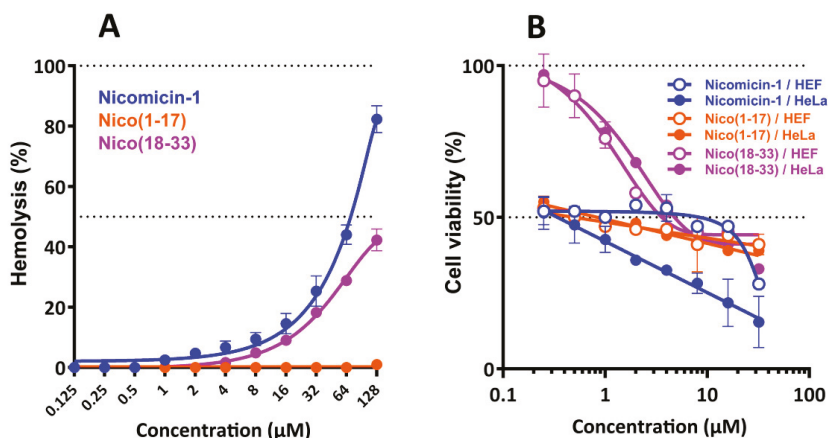 A
Hemolysis (%)
100
80
60
40
20
0
Nicomicin-1
Nico(1-17)
Nico(18-33)
0.125
0.25
0.5
1
2
4
8
16
32
64
128
Concentration (μM)
B
Cell viability (%)
100
50
0
Nicomicin-1 / HEF
Nicomicin-1 / HeLa
Nico(1-17) / HEF
Nico(1-17) / HeLa
Nico(18-33) / HEF
Nico(18-33) / HeLa
0.1
1
10
100
Concentration (μM)